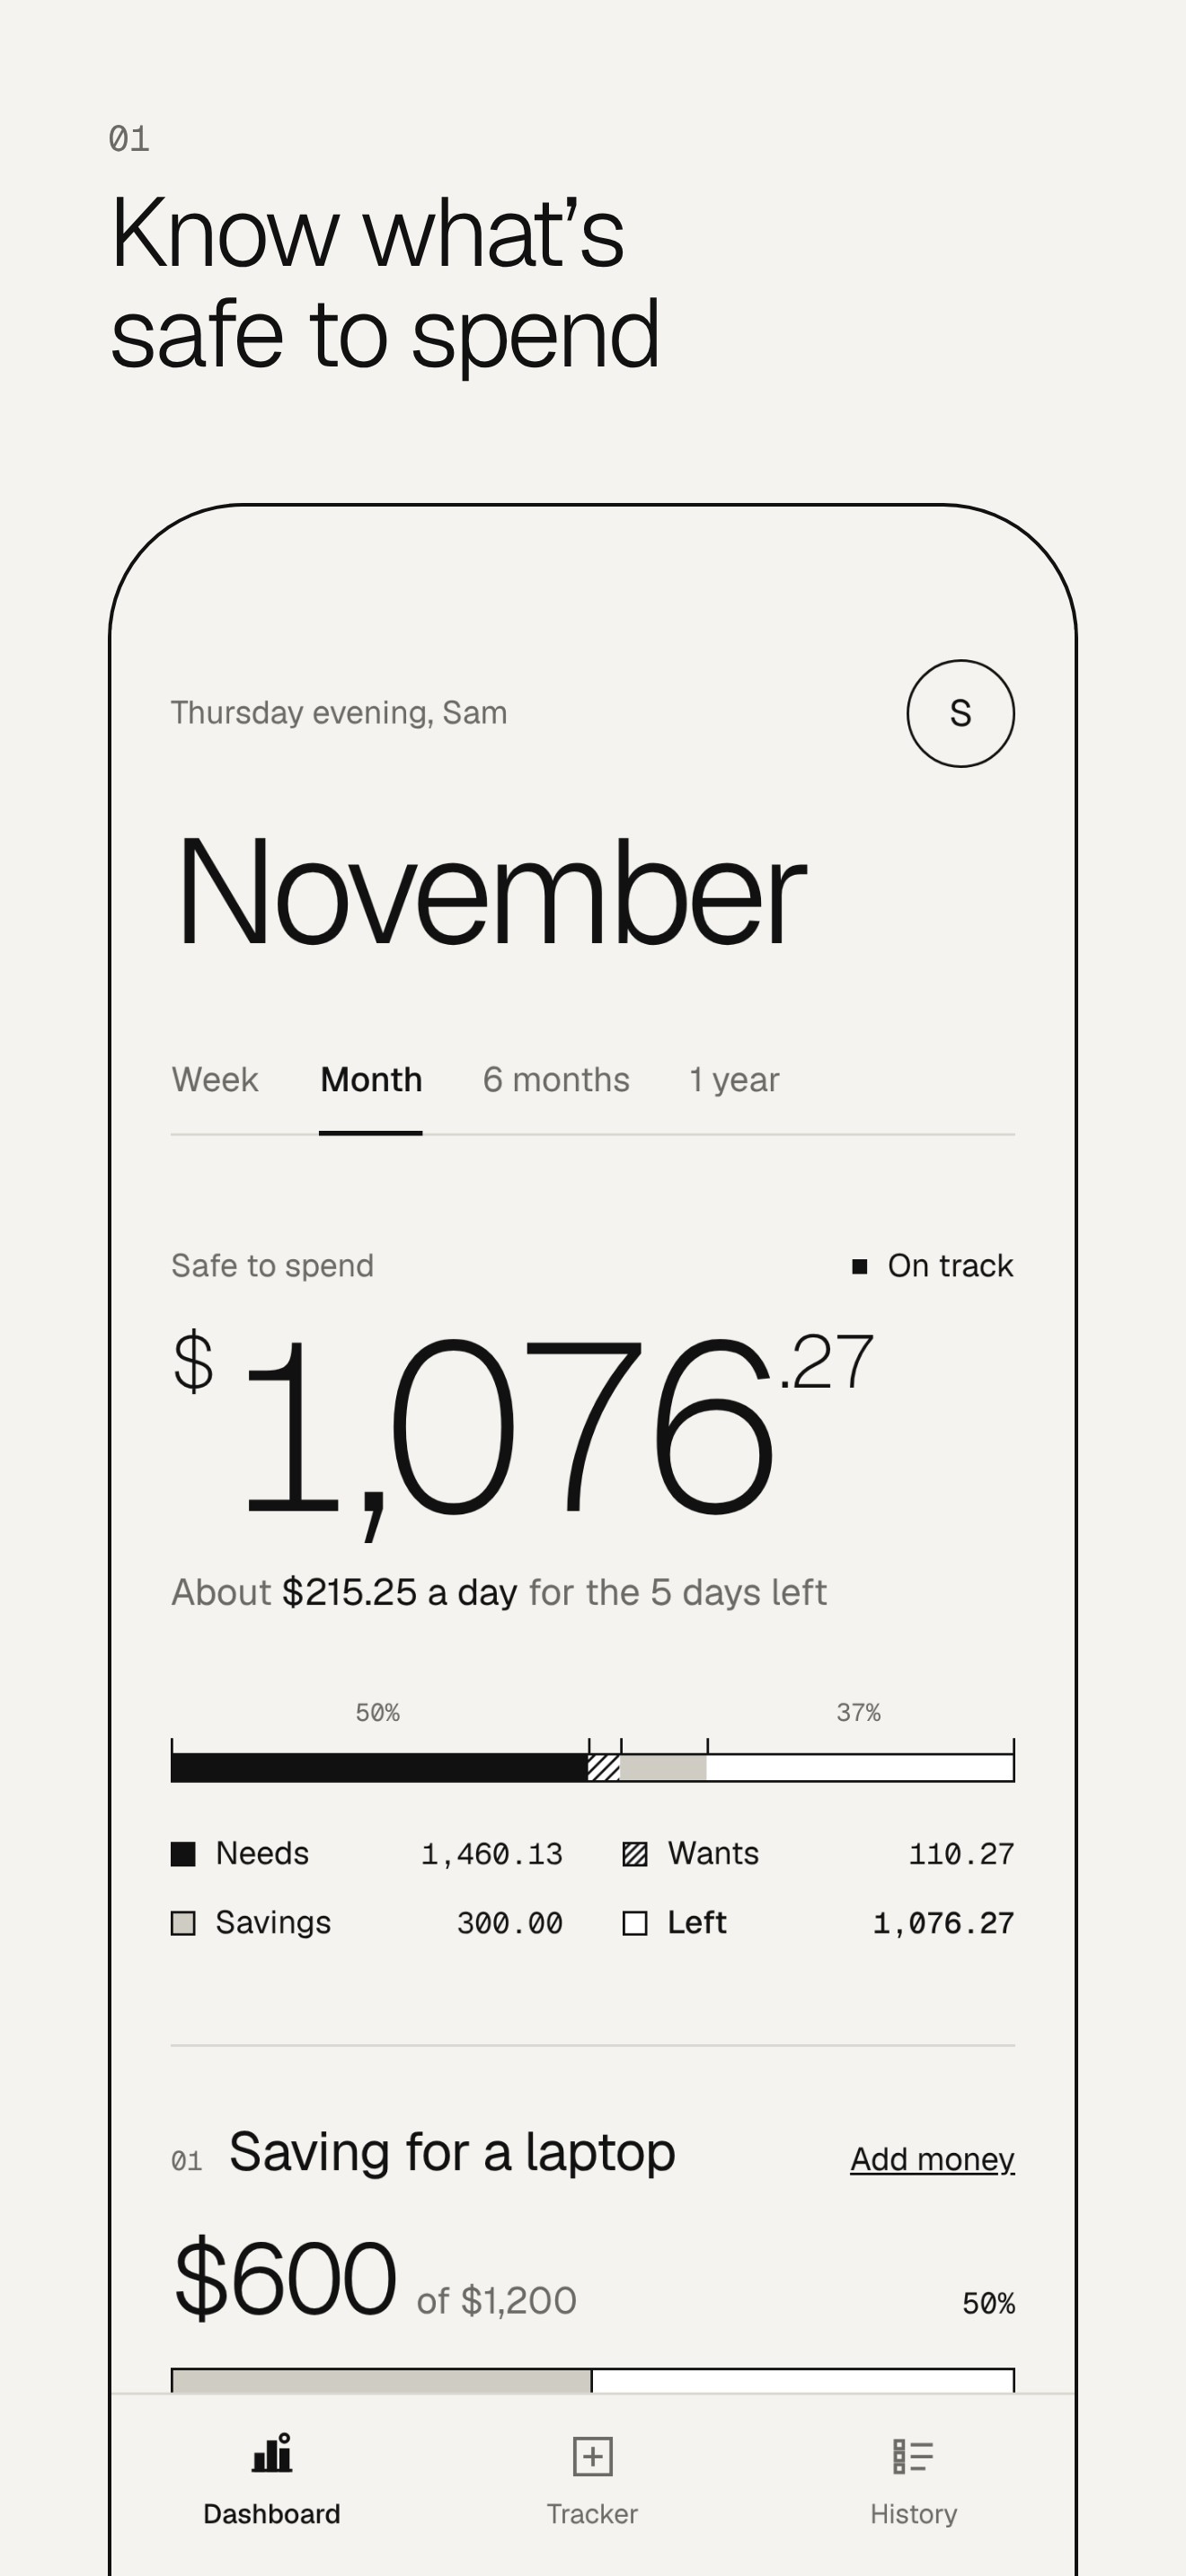 01
Know what’s
safe to spend
Thursday evening, Sam
S
November
Week Month 6 months 1 year
Safe to spend
On track
$1,076.27
About $215.25 a day for the 5 days left
50% 37%
Needs 1,460.13 Wants 110.27
Savings 300.00 Left 1,076.27
01 Saving for a laptop Add money
$600 of $1,200 50%
Dashboard Tracker History